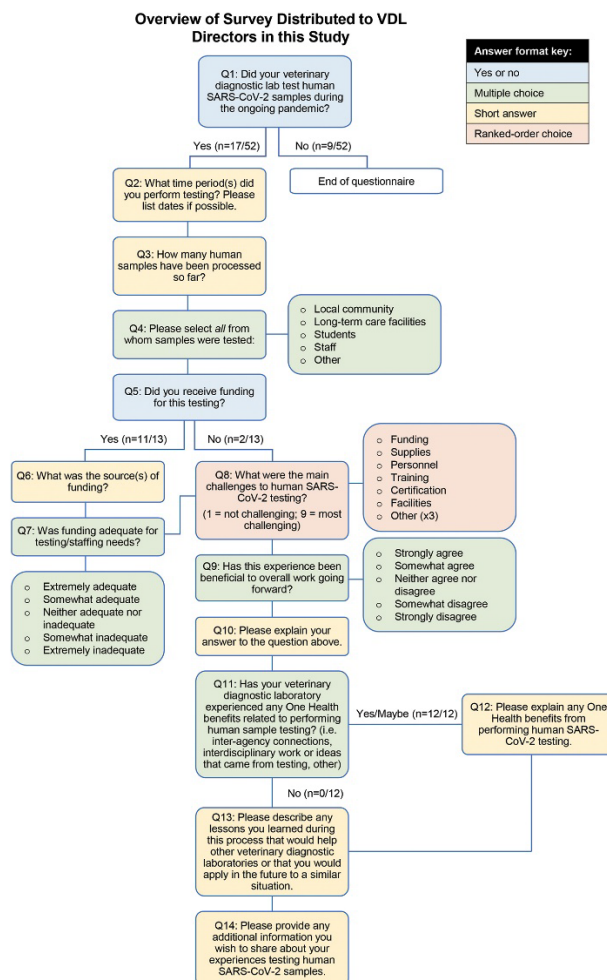 Overview of Survey Distributed to VDL
Directors in this Study
Answer format key:
Yes or no
Multiple choice
Short answer
Ranked-order choice
Q1: Did your veterinary
diagnostic lab test human
SARS-CoV-2 samples during
the ongoing pandemic?
Yes (n=17/52)
No (n=9/52)
Q2: What time period(s) did
you perform testing? Please
list dates if possible.
End of questionnaire
Q3: How many human
samples have been processed
so far?
Q4: Please select all from
whom samples were tested:
o Local community
o Long-term care facilities
o Students
o Staff
o Other
Q5: Did you receive funding
for this testing?
Yes (n=11/13)
No (n=2/13)
Q6: What was the source(s) of
funding?
Q7: Was funding adequate for
testing/staffing needs?
o Extremely adequate
o Somewhat adequate
o Neither adequate nor
inadequate
o Somewhat inadequate
o Extremely inadequate
Q8: What were the main
challenges to human SARS-
CoV-2 testing?
(1 = not challenging; 9 = most
challenging)
o Funding
o Supplies
o Personnel
o Training
o Certification
o Facilities
o Other (x3)
Q9: Has this experience been
beneficial to overall work going
forward?
o Strongly agree
o Somewhat agree
o Neither agree nor
disagree
o Somewhat disagree
o Strongly disagree
Q10: Please explain your
answer to the question above.
Q11: Has your veterinary
diagnostic laboratory
experienced any One Health
benefits related to performing
human sample testing? (i.e.
inter-agency connections,
interdisciplinary work or ideas
that came from testing, other)
Yes/Maybe (n=12/12)
Q12: Please explain any One
Health benefits from
performing human SARS-
CoV-2 testing.
No (n=0/12)
Q13: Please describe any
lessons you learned during
this process that would help
other veterinary diagnostic
laboratories or that you would
apply in the future to a similar
situation.
Q14: Please provide any
additional information you
wish to share about your
experiences testing human
SARS-CoV-2 samples.